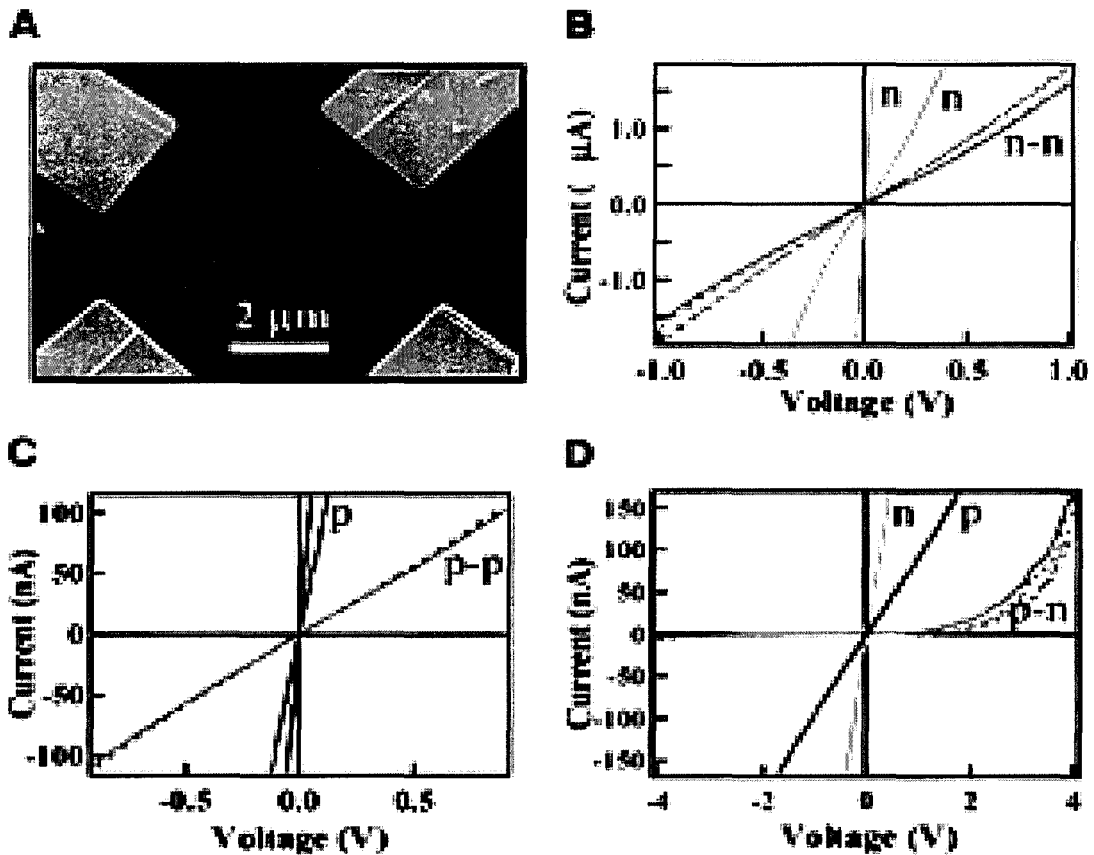 A
2 μm
B
Current ( μA)
1.0
0.0
-1.0
n
n
n-n
-1.0 -0.5 0.0 0.5 1.0
Voltage (V)
C
Current (nA)
100
50
0
-50
-100
p
p-p
-0.5 0.0 0.5
Voltage (V)
D
Current (nA)
150
100
50
0
-50
-100
-150
n
p
p-n
-4 -2 0 2 4
Voltage (V)